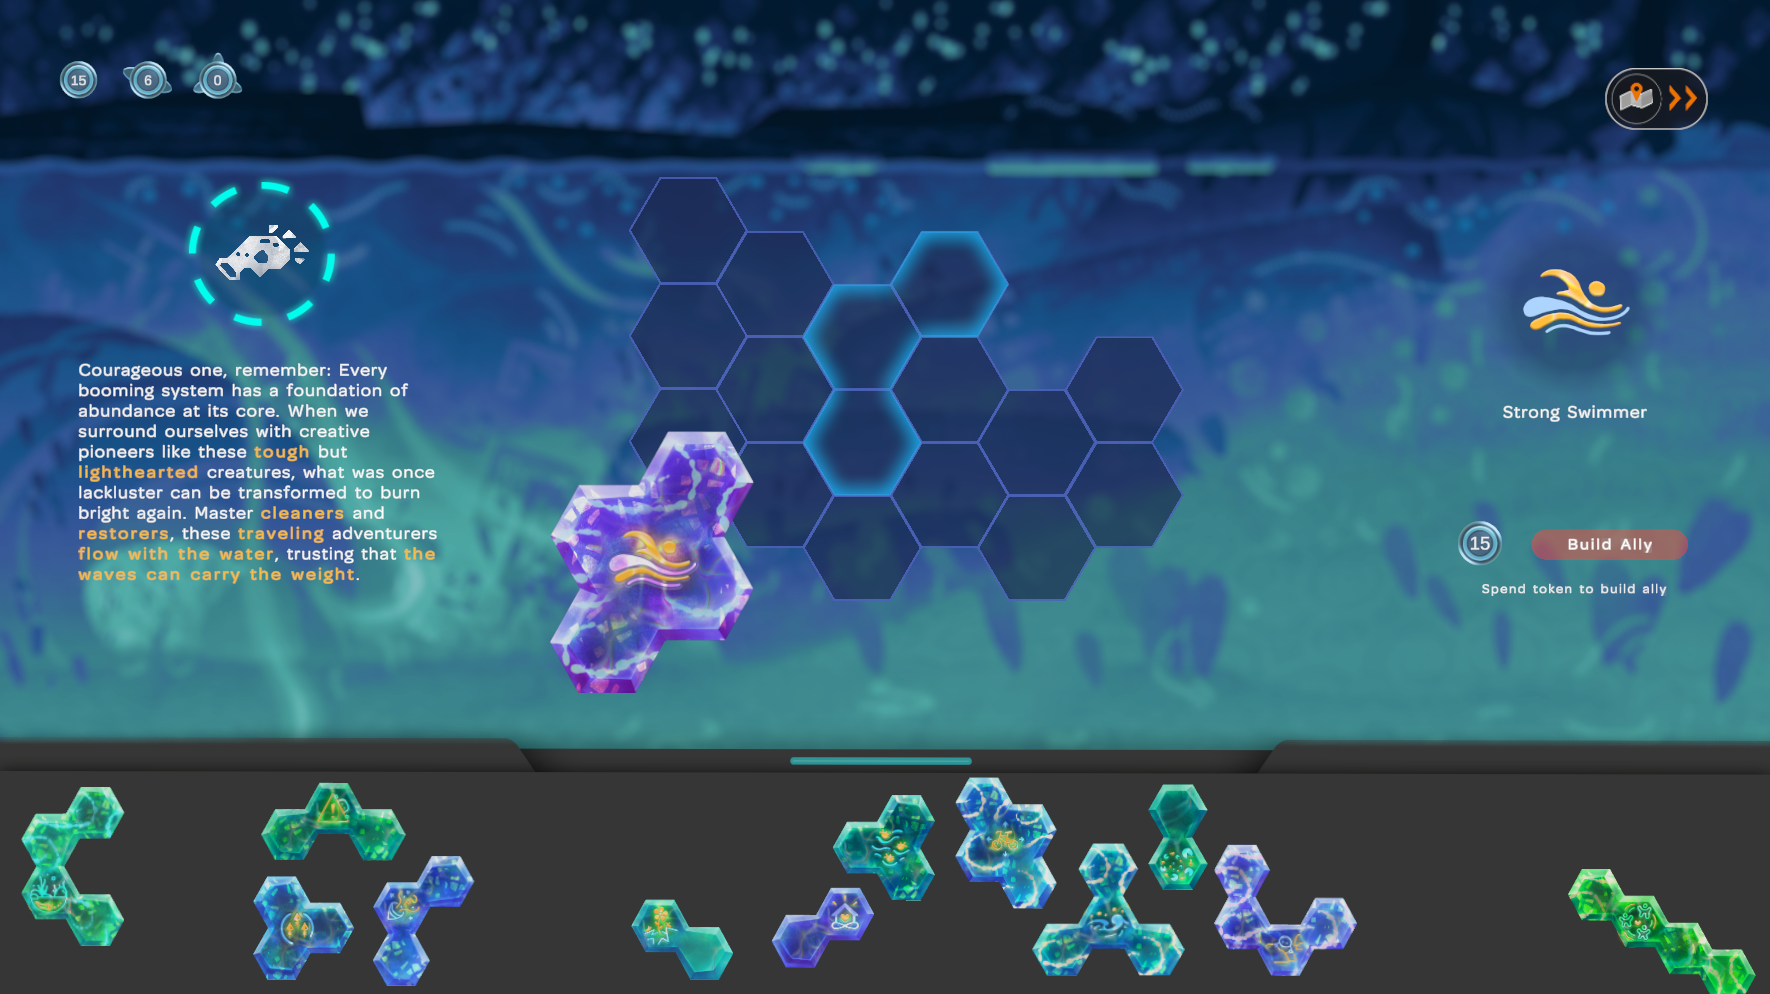 15
6
0
Courageous one, remember: Every
booming system has a foundation of
abundance at its core. When we
surround ourselves with creative
pioneers like these tough but
lighthearted creatures, what was once
lackluster can be transformed to burn
bright again. Master cleaners and
restorers, these traveling adventurers
flow with the water, trusting that the
waves can carry the weight.
Strong Swimmer
15
Build Ally
Spend token to build ally